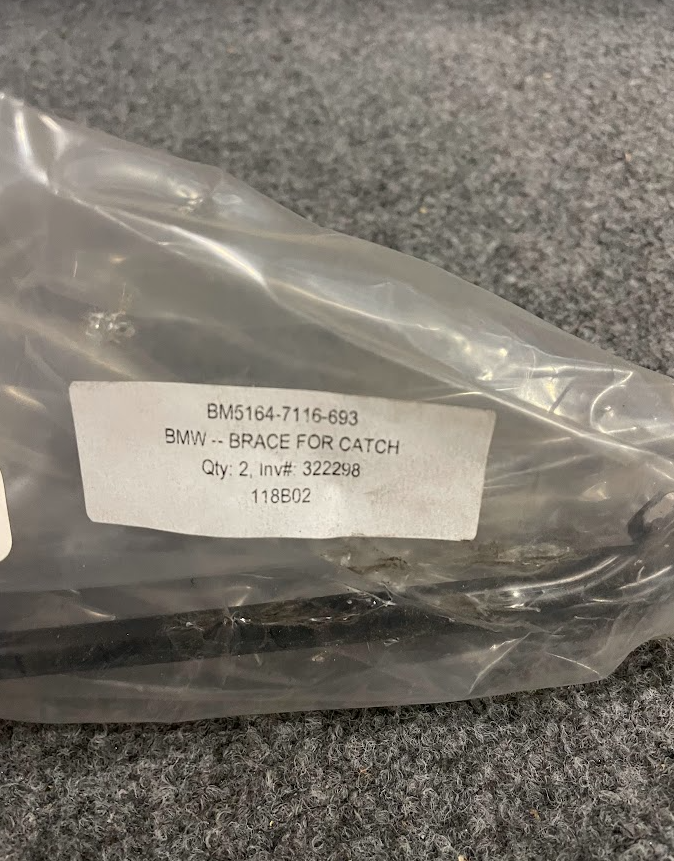 BM5164-7116-693
BMW -- BRACE FOR CATCH
Qty: 2, Inv#: 322298
118B02